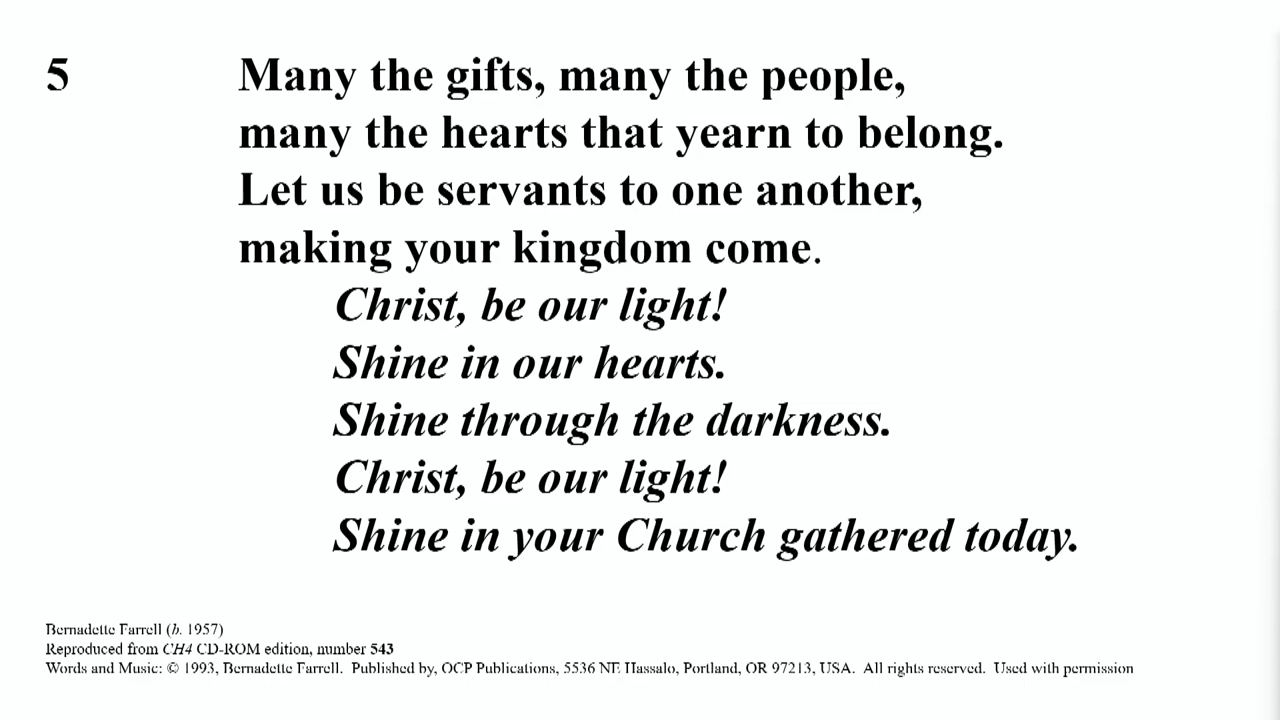 5 Many the gifts, many the people,
many the hearts that yearn to belong.
Let us be servants to one another,
making your kingdom come.
Christ, be our light!
Shine in our hearts.
Shine through the darkness.
Christ, be our light!
Shine in your Church gathered today.
Bernadette Farrell (b. 1957)
Reproduced from CH4 CD-ROM edition, number 543
Words and Music: © 1993, Bernadette Farrell. Published by, OCP Publications, 5536 NE Hassalo, Portland, OR 97213, USA. All rights reserved. Used with permission